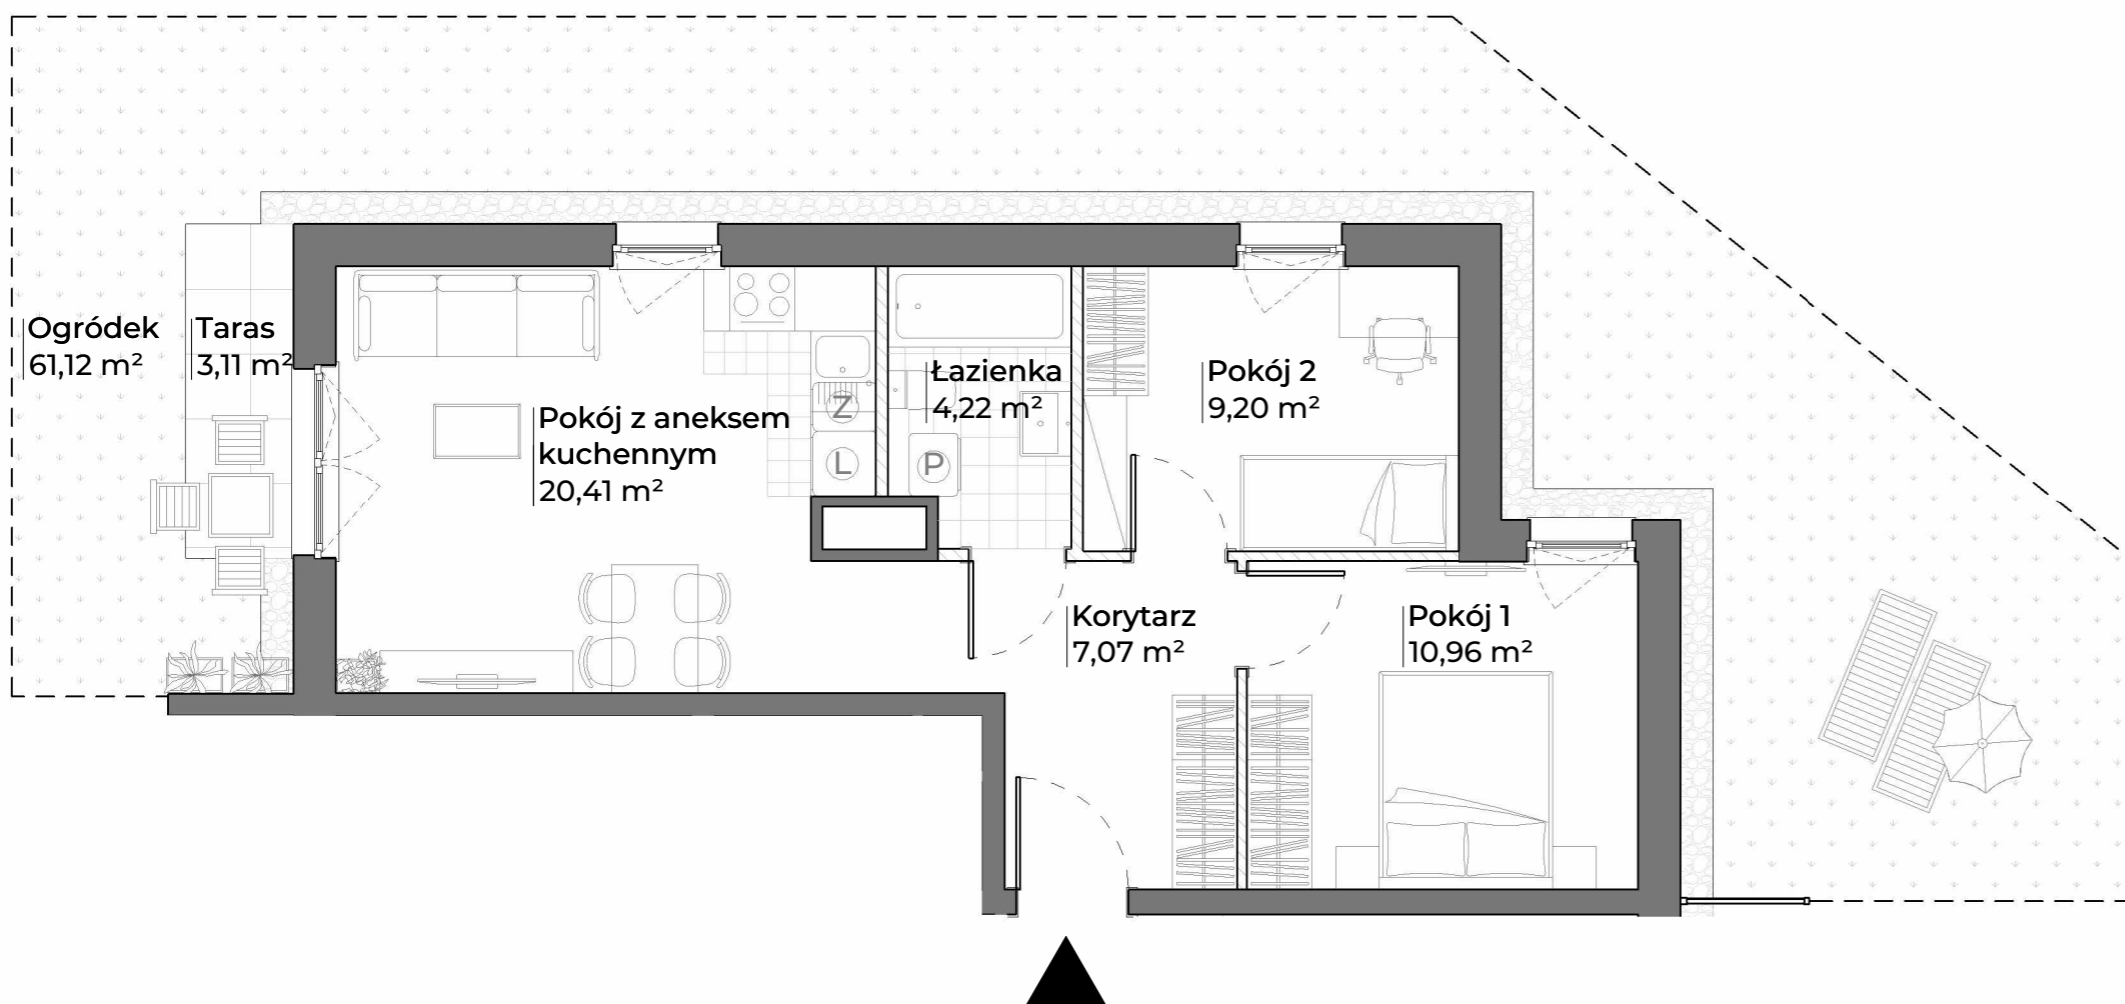 Ogródek
61,12 m²
Taras
3,11 m²
Pokój z aneksem
kuchennym
20,41 m²
Z
L
Łazienka
4,22 m²
P
Pokój 2
9,20 m²
Korytarz
7,07 m²
Pokój 1
10,96 m²